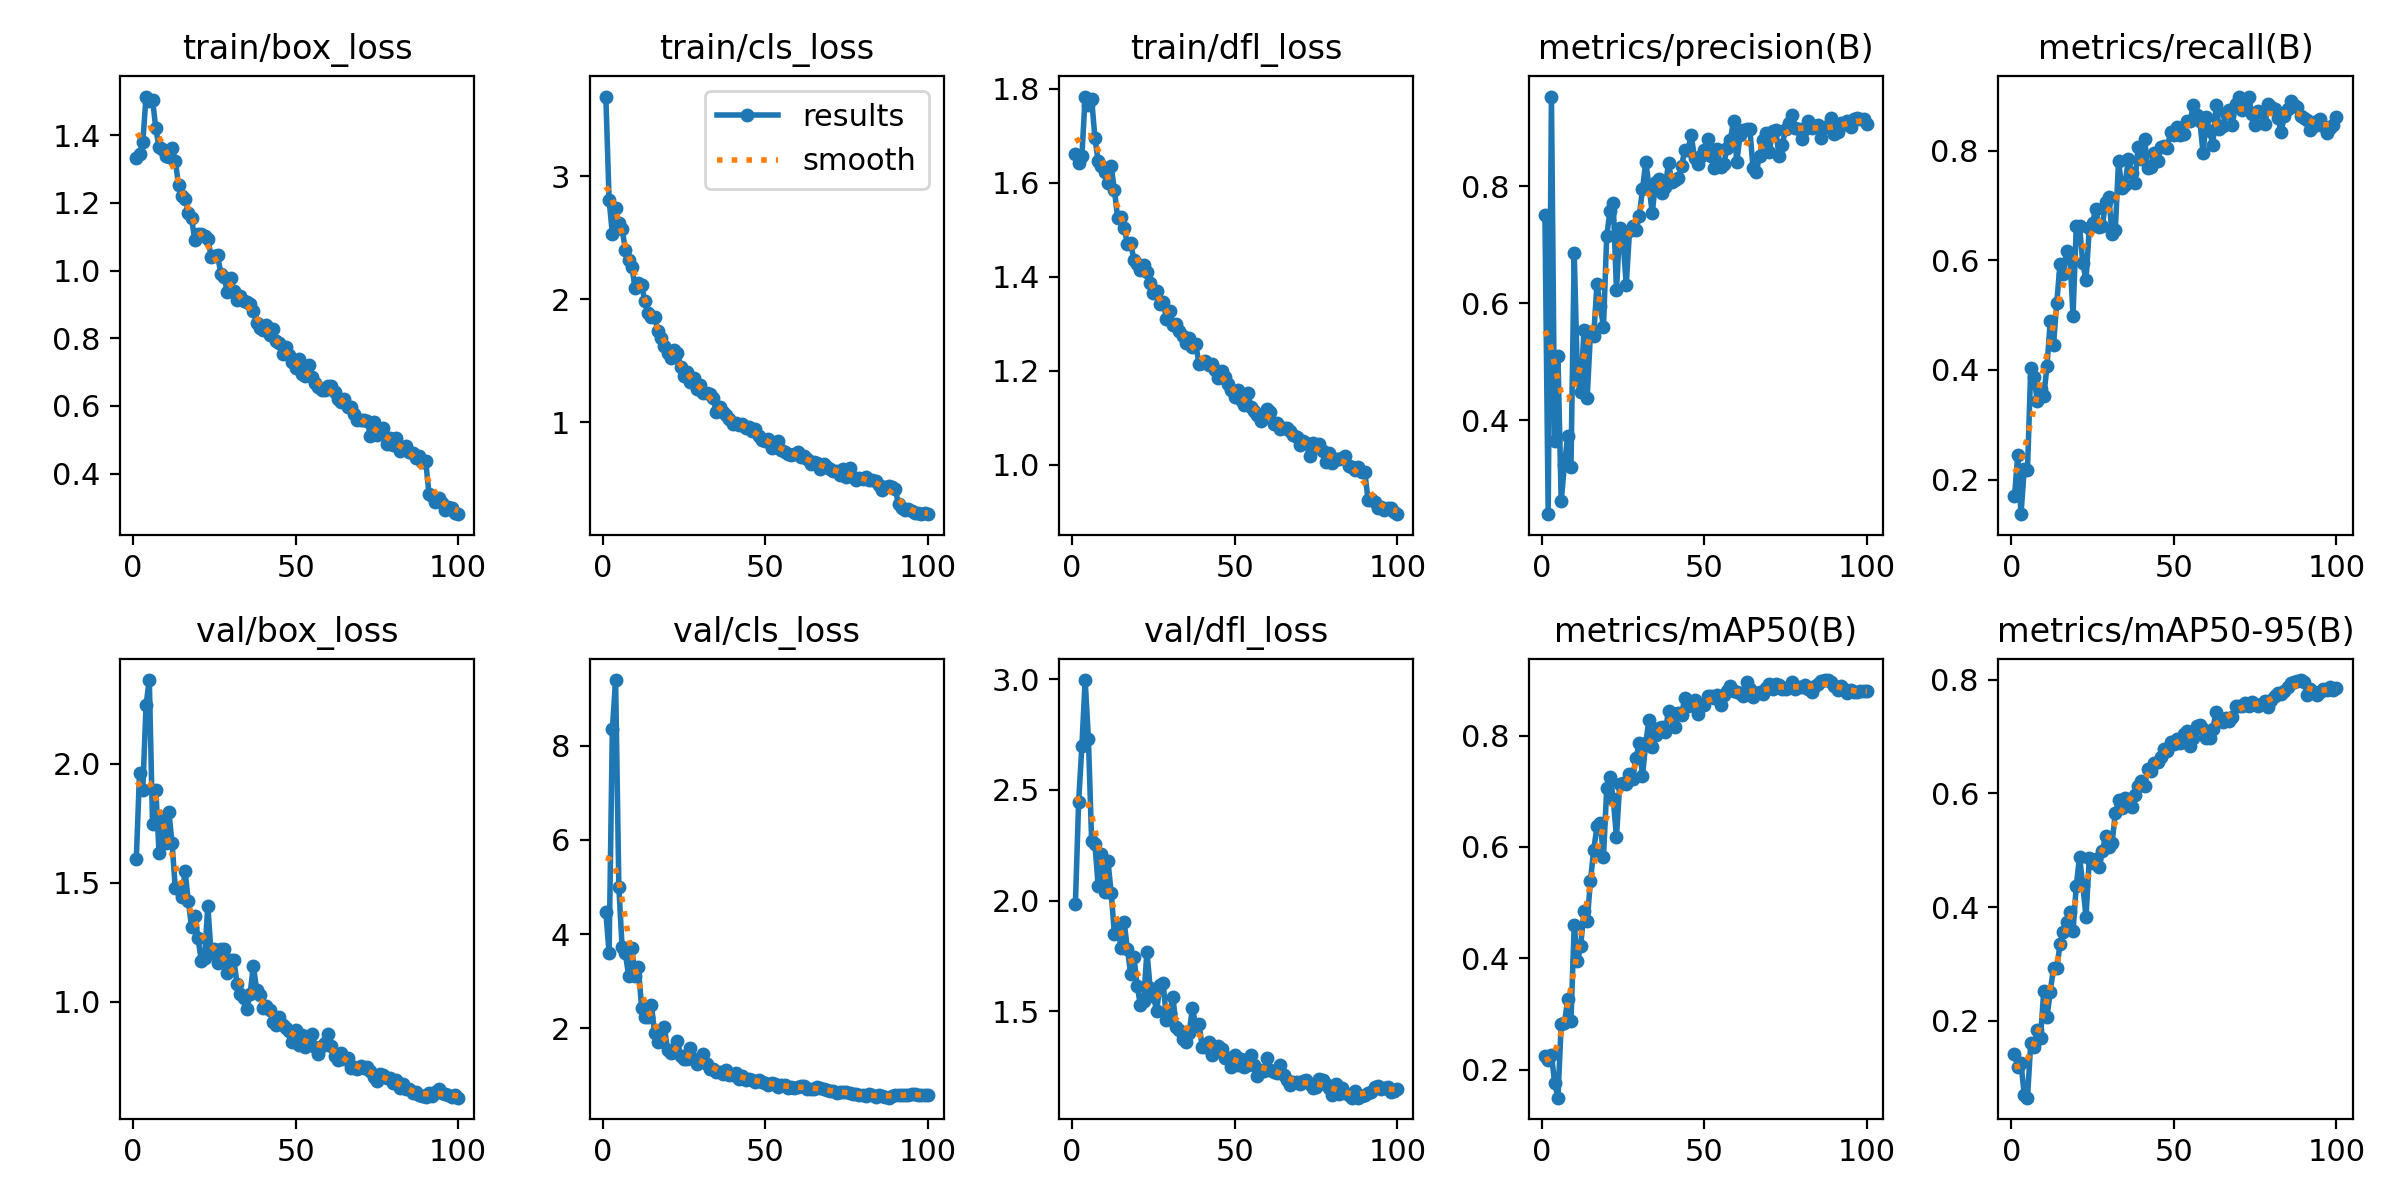 train/box_loss
1.4
1.2
1.0
0.8
0.6
0.4
0 50 100
train/cls_loss
results
smooth
3
2
1
0 50 100
train/dfl_loss
1.8
1.6
1.4
1.2
1.0
0 50 100
metrics/precision(B)
0.8
0.6
0.4
0 50 100
metrics/recall(B)
0.8
0.6
0.4
0.2
0 50 100
val/box_loss
2.0
1.5
1.0
0 50 100
val/cls_loss
8
6
4
2
0 50 100
val/dfl_loss
3.0
2.5
2.0
1.5
0 50 100
metrics/mAP50(B)
0.8
0.6
0.4
0.2
0 50 100
metrics/mAP50-95(B)
0.8
0.6
0.4
0.2
0 50 100